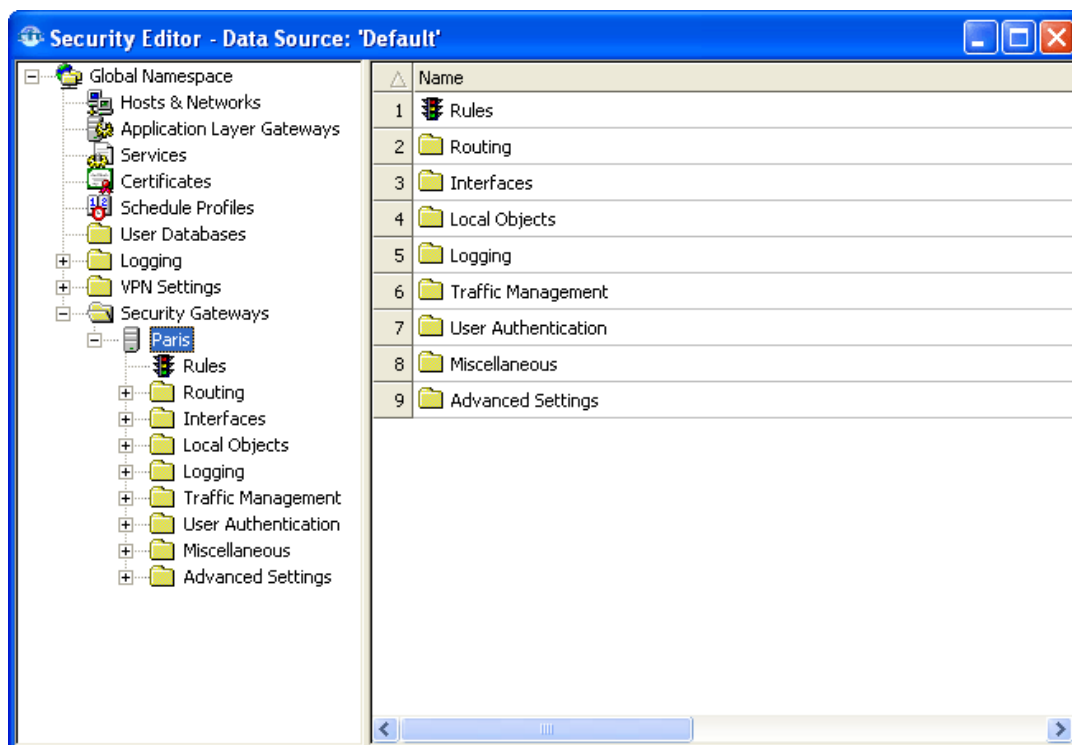 Security Editor - Data Source: 'Default'
Global Namespace
Hosts & Networks
Application Layer Gateways
Services
Certificates
Schedule Profiles
User Databases
Logging
VPN Settings
Security Gateways
Paris
Rules
Routing
Interfaces
Local Objects
Logging
Traffic Management
User Authentication
Miscellaneous
Advanced Settings
Name
1 Rules
2 Routing
3 Interfaces
4 Local Objects
5 Logging
6 Traffic Management
7 User Authentication
8 Miscellaneous
9 Advanced Settings